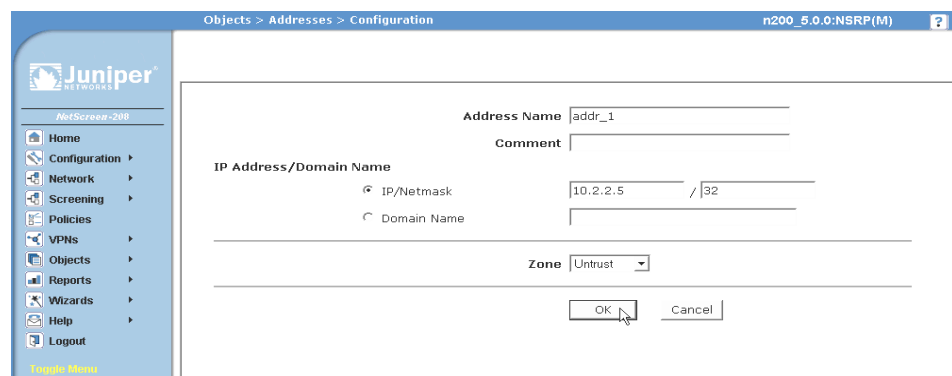 Objects > Addresses > Configuration n200_5.0.0:NSRP(M) ?
Juniper®
NETWORKS
NetScreen-208
Home
Configuration
Network
Screening
Policies
VPNs
Objects
Reports
Wizards
Help
Logout
Toggle Menu
Address Name addr_1
Comment
IP Address/Domain Name
IP/Netmask 10.2.2.5 / 32
Domain Name
Zone Untrust
OK Cancel